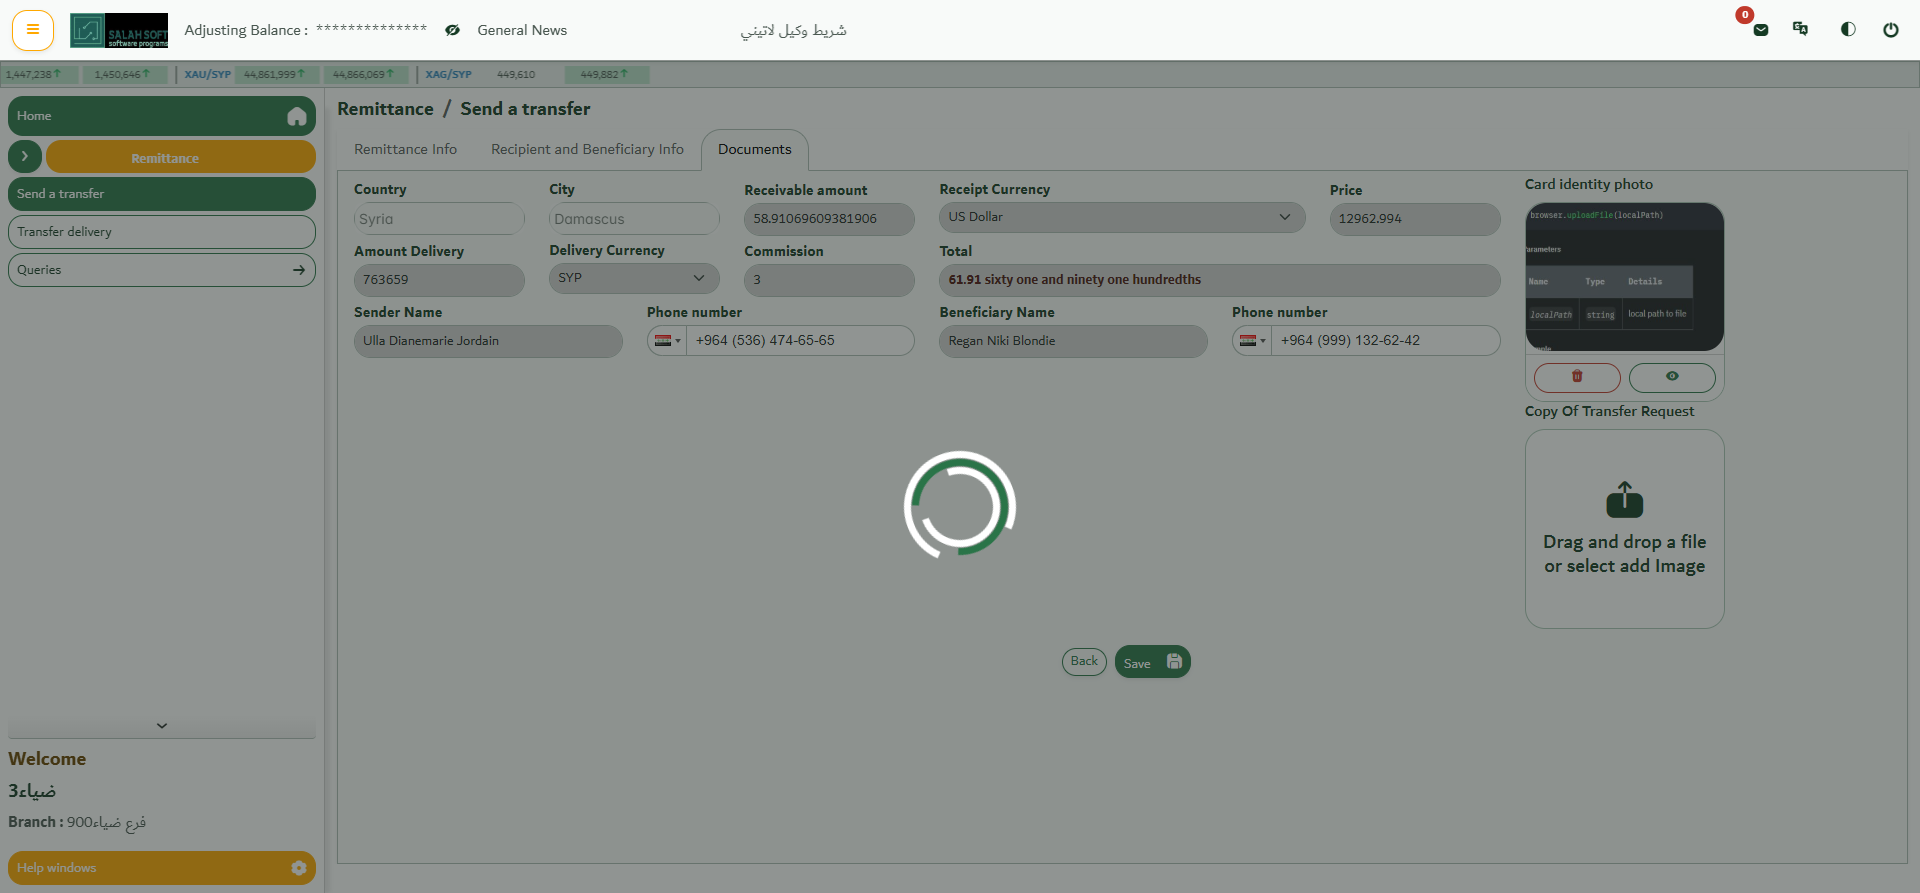 SALAH SOFT
software programs
Adjusting Balance : **************
General News
شريط وكيل لاتيني
0
1,447,238
1,450,646
XAU/SYP
44,861,999
44,866,069
XAG/SYP
449,610
449,882
Home
Remittance
Send a transfer
Transfer delivery
Queries
Welcome
ضياء3
Branch : فرع ضياء900
Help windows
Remittance / Send a transfer
Remittance Info
Recipient and Beneficiary Info
Documents
Country
City
Receivable amount
Receipt Currency
Price
Syria
Damascus
58.91069609381906
US Dollar
12962.994
Amount Delivery
Delivery Currency
Commission
Total
763659
SYP
3
61.91 sixty one and ninety one hundredths
Sender Name
Phone number
Beneficiary Name
Phone number
Ulla Dianemarie Jordain
+964 (536) 474-65-65
Regan Niki Blondie
+964 (999) 132-62-42
Back
Save
Card identity photo
browser.uploadFile(localPath)
arameters
Name Type Details
localPath string local path to file
Copy Of Transfer Request
Drag and drop a file
or select add Image